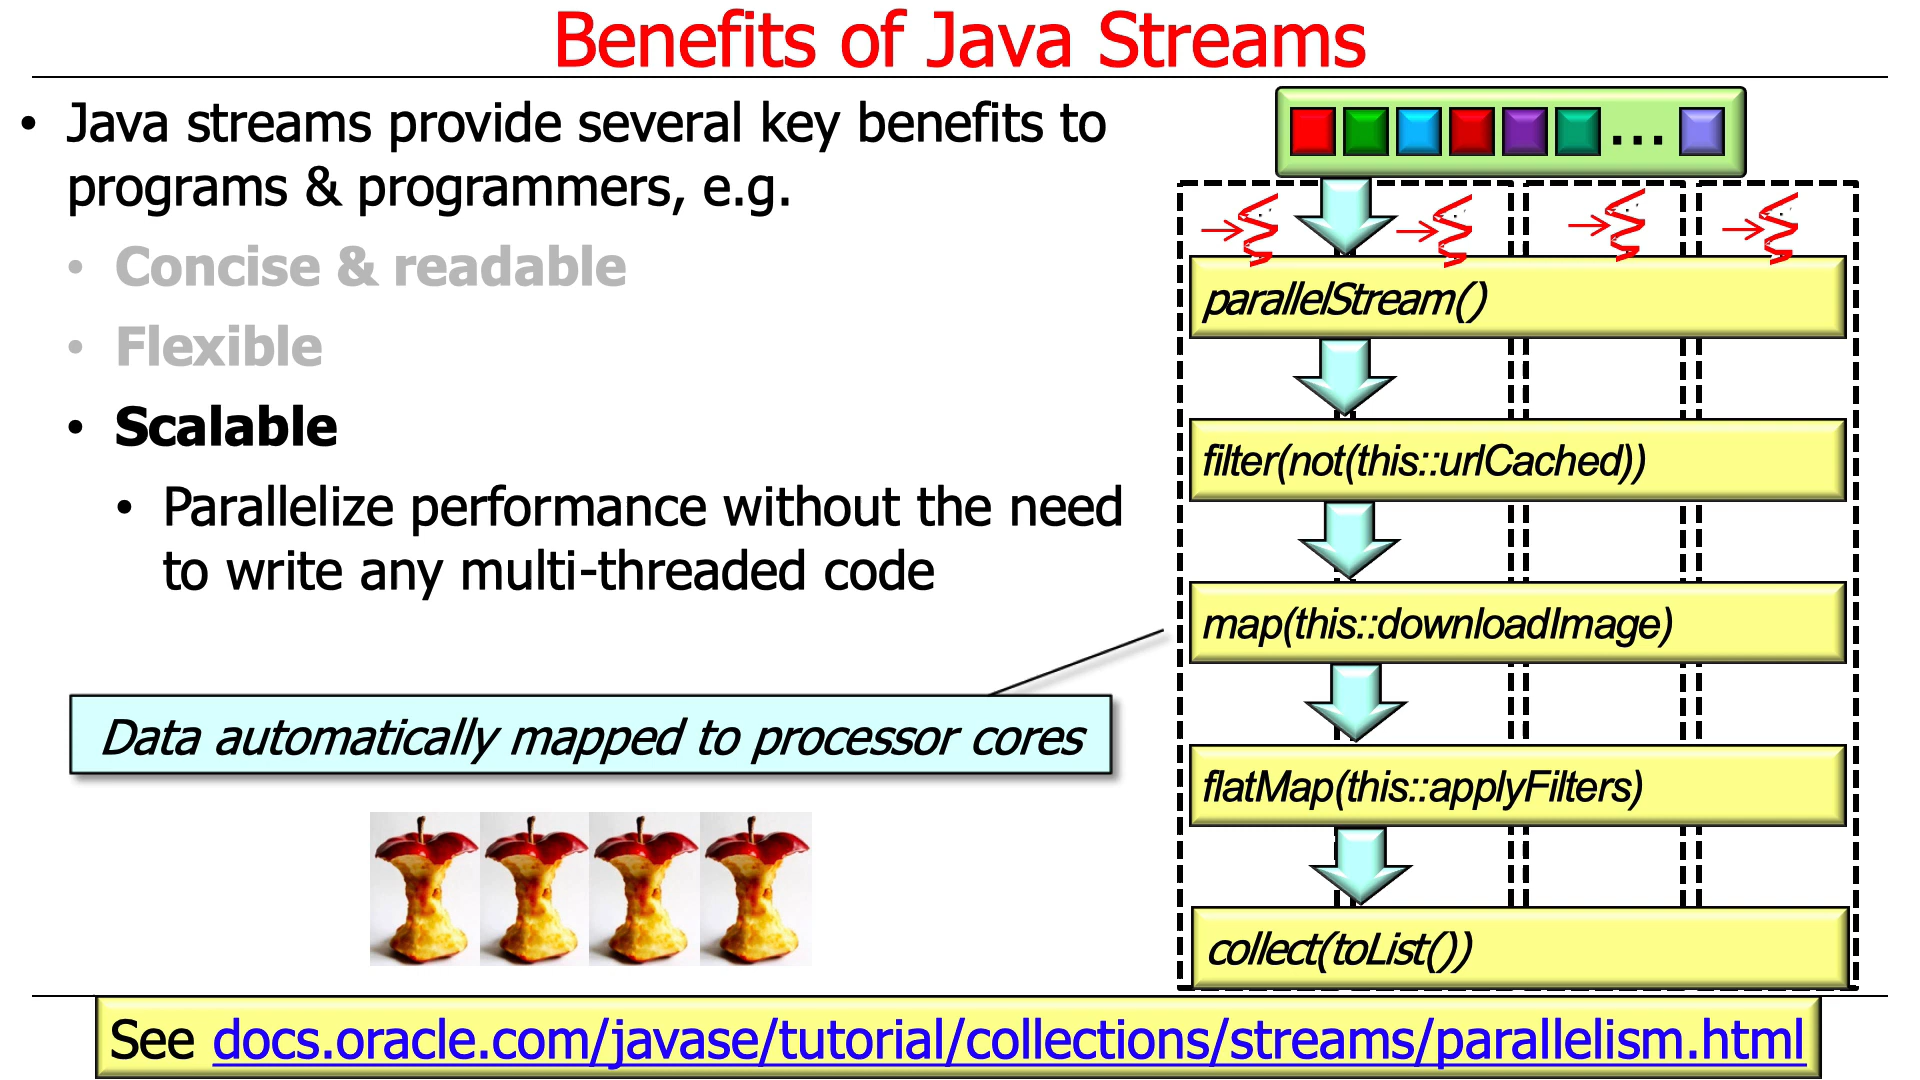 Benefits of Java Streams
• Java streams provide several key benefits to
programs & programmers, e.g.
• Concise & readable
• Flexible
• Scalable
• Parallelize performance without the need
to write any multi-threaded code
Data automatically mapped to processor cores
...
parallelStream()
filter(not(this::urlCached))
map(this::downloadImage)
flatMap(this::applyFilters)
collect(toList())
See docs.oracle.com/javase/tutorial/collections/streams/parallelism.html